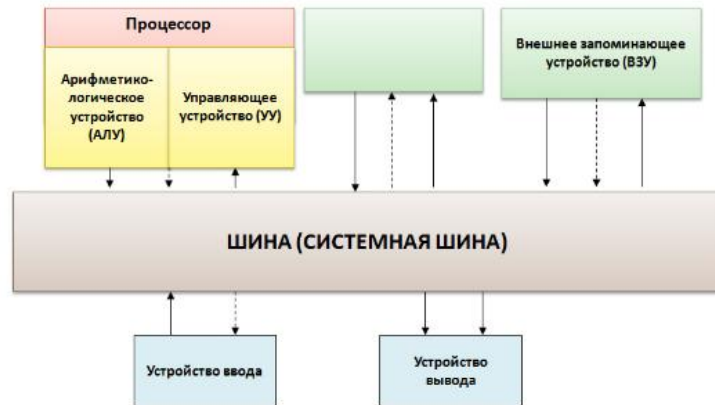 Процессор
Арифметико-
логическое
устройство
(АЛУ)
Управляющее
устройство (УУ)
Внешнее запоминающее
устройство (ВЗУ)
ШИНА (СИСТЕМНАЯ ШИНА)
Устройство ввода
Устройство
вывода